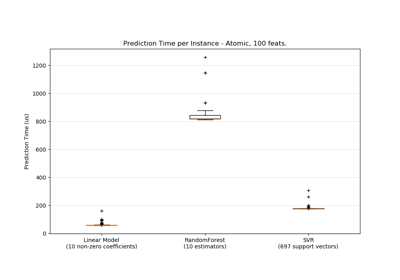 Prediction Time per Instance - Atomic, 100 feats.
Prediction Time (us)
1200
1000
800
600
400
200
0
Linear Model
(10 non-zero coefficients)
RandomForest
(10 estimators)
SVR
(697 support vectors)